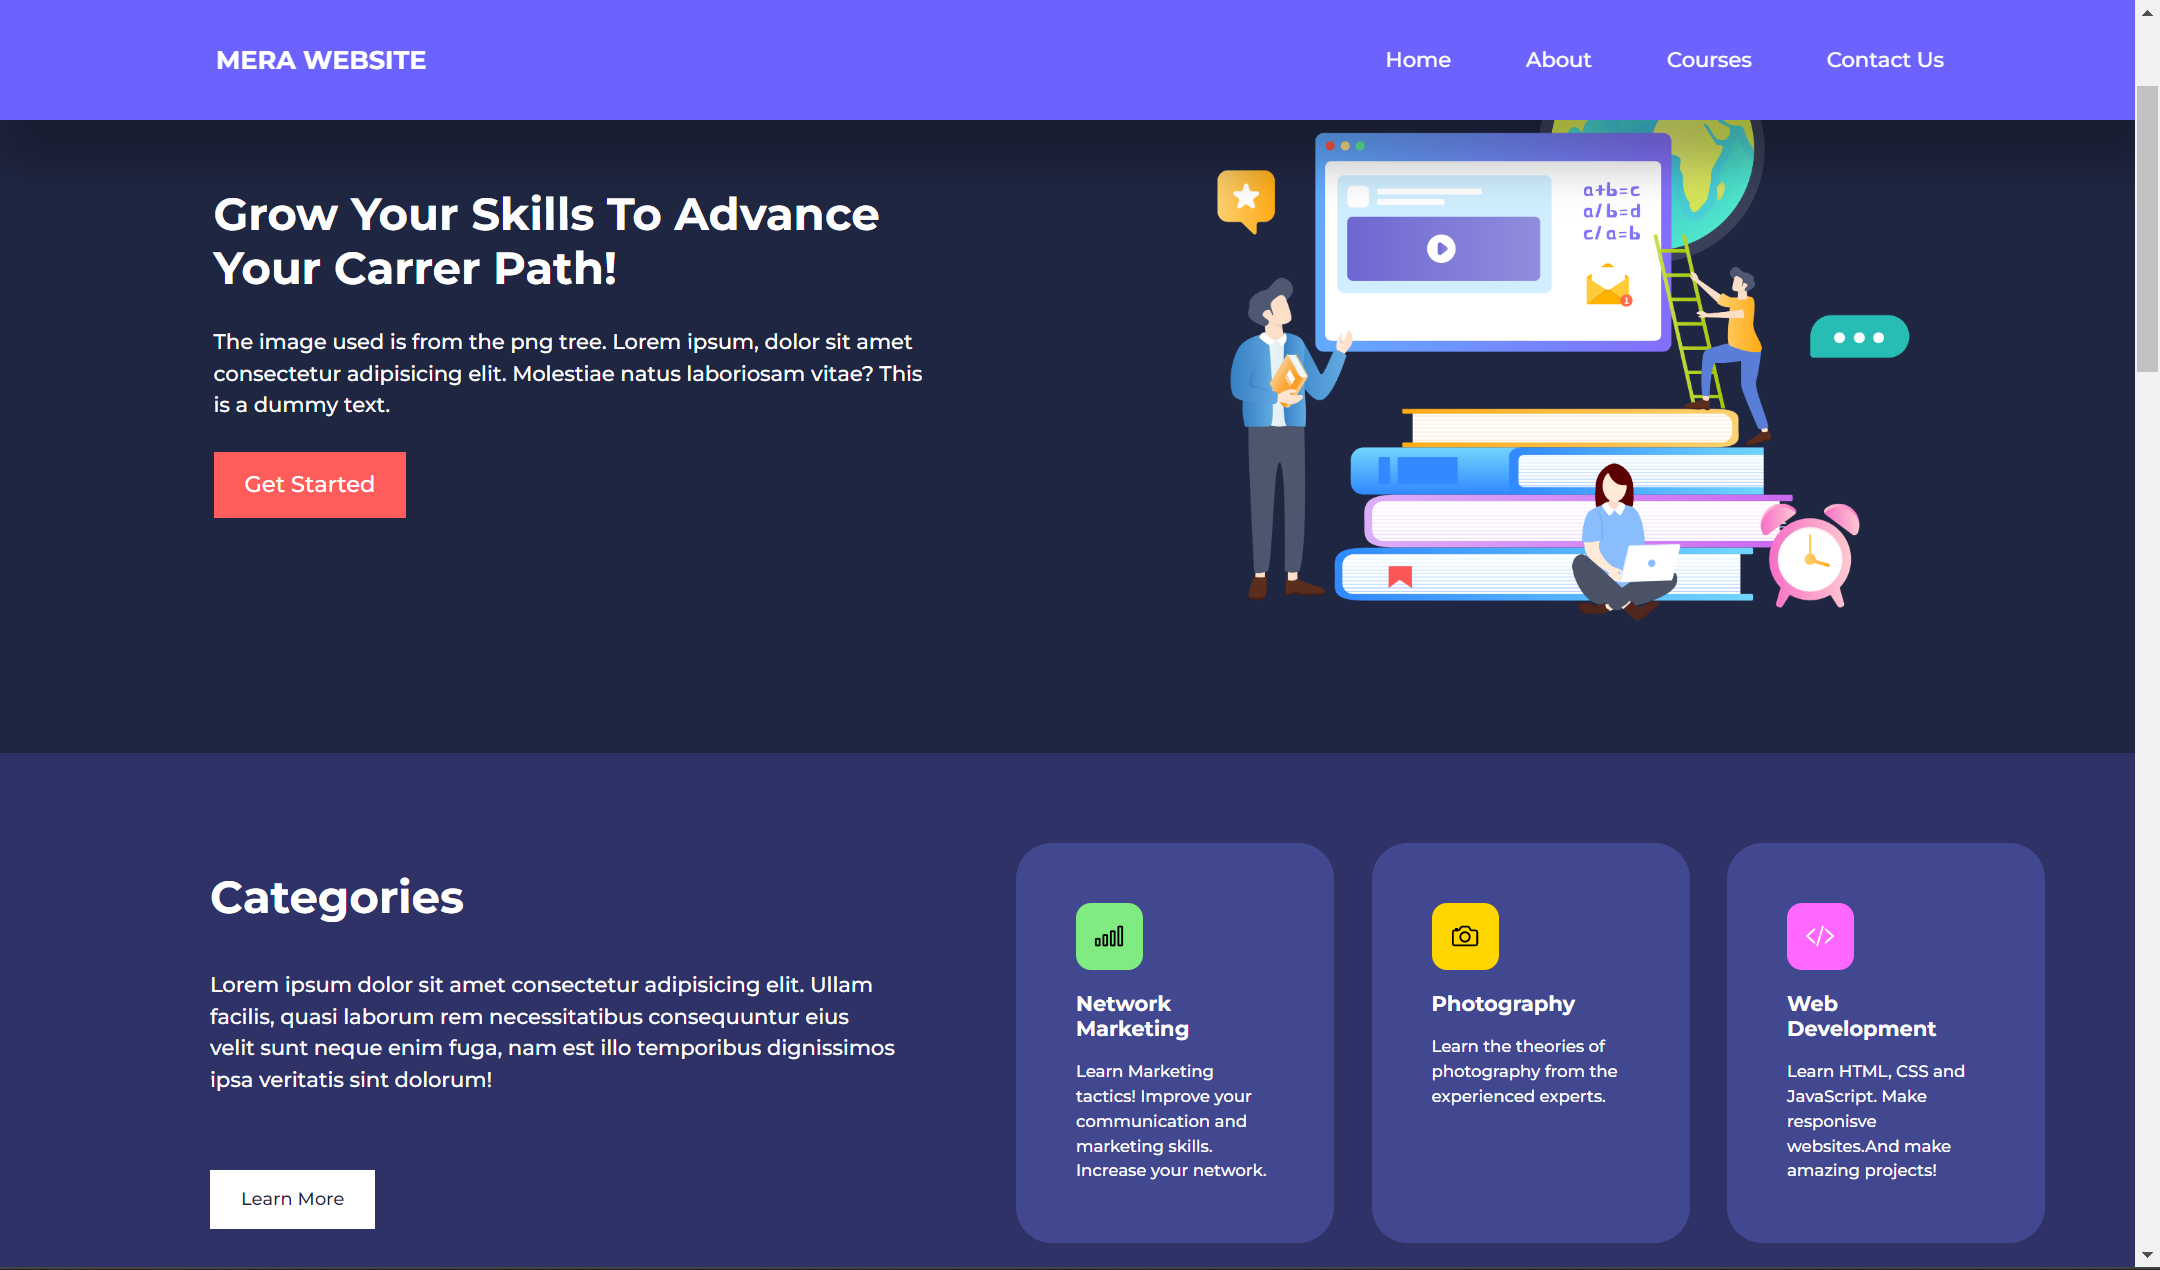 MERA WEBSITE
Home
About
Courses
Contact Us
Grow Your Skills To Advance
Your Carrer Path!
The image used is from the png tree. Lorem ipsum, dolor sit amet
consectetur adipisicing elit. Molestiae natus laboriosam vitae? This
is a dummy text.
Get Started
a+b=c
a/b=d
c/a=b
1
Categories
Lorem ipsum dolor sit amet consectetur adipisicing elit. Ullam
facilis, quasi laborum rem necessitatibus consequuntur eius
velit sunt neque enim fuga, nam est illo temporibus dignissimos
ipsa veritatis sint dolorum!
Learn More
Network
Marketing
Learn Marketing
tactics! Improve your
communication and
marketing skills.
Increase your network.
Photography
Learn the theories of
photography from the
experienced experts.
</>
Web
Development
Learn HTML, CSS and
JavaScript. Make
responisve
websites.And make
amazing projects!